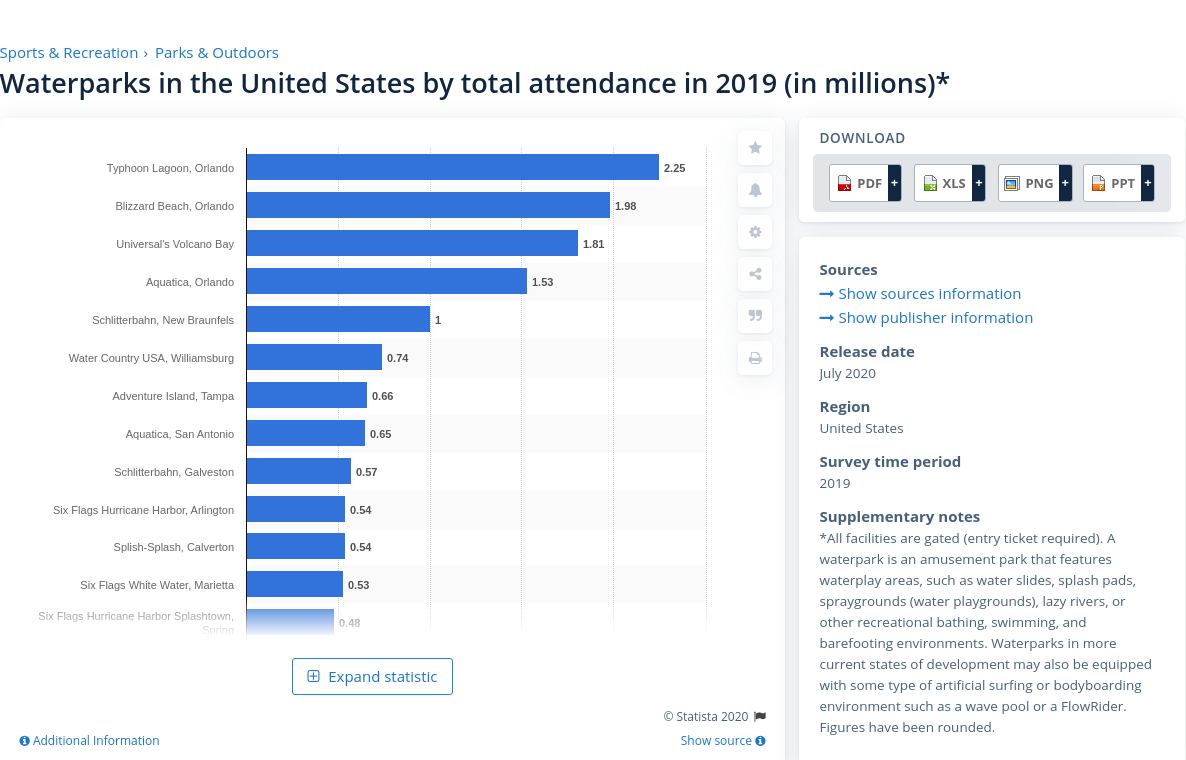 Sports & Recreation › Parks & Outdoors
Waterparks in the United States by total attendance in 2019 (in millions)*
Typhoon Lagoon, Orlando 2.25
Blizzard Beach, Orlando 1.98
Universal's Volcano Bay 1.81
Aquatica, Orlando 1.53
Schlitterbahn, New Braunfels 1
Water Country USA, Williamsburg 0.74
Adventure Island, Tampa 0.66
Aquatica, San Antonio 0.65
Schlitterbahn, Galveston 0.57
Six Flags Hurricane Harbor, Arlington 0.54
Splish-Splash, Calverton 0.54
Six Flags White Water, Marietta 0.53
Six Flags Hurricane Harbor Splashtown,
Spring 0.48
Expand statistic
© Statista 2020
Additional Information
Show source
DOWNLOAD
PDF + XLS + PNG + PPT +
Sources
Show sources information
Show publisher information
Release date
July 2020
Region
United States
Survey time period
2019
Supplementary notes
*All facilities are gated (entry ticket required). A
waterpark is an amusement park that features
waterplay areas, such as water slides, splash pads,
spraygrounds (water playgrounds), lazy rivers, or
other recreational bathing, swimming, and
barefooting environments. Waterparks in more
current states of development may also be equipped
with some type of artificial surfing or bodyboarding
environment such as a wave pool or a FlowRider.
Figures have been rounded.